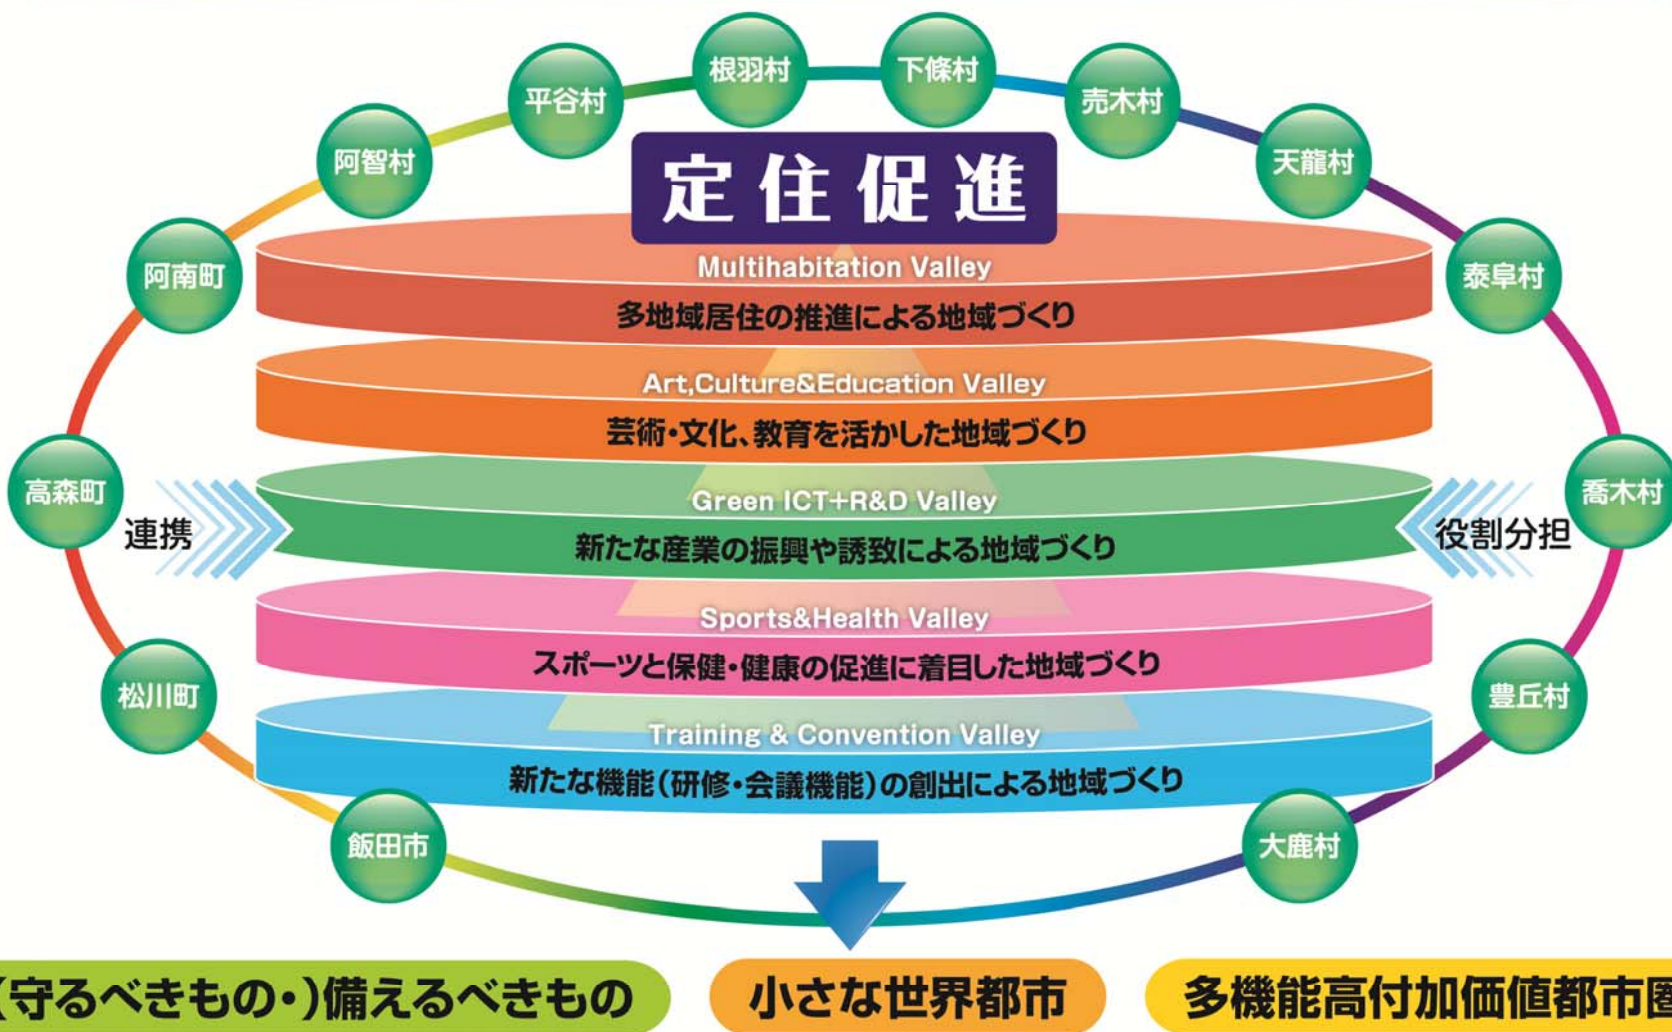 根羽村
下條村
平谷村
売木村
阿智村
天龍村
定住促進
阿南町
泰阜村
Multihabitation Valley
多地域居住の推進による地域づくり
Art,Culture&Education Valley
芸術・文化、教育を活かした地域づくり
高森町
喬木村
連携
役割分担
Green ICT+R&D Valley
新たな産業の振興や誘致による地域づくり
Sports&Health Valley
スポーツと保健・健康の促進に着目した地域づくり
松川町
豊丘村
Training & Convention Valley
新たな機能(研修・会議機能)の創出による地域づくり
飯田市
大鹿村
(守るべきもの・)備えるべきもの
小さな世界都市
多機能高付加価値都市圏